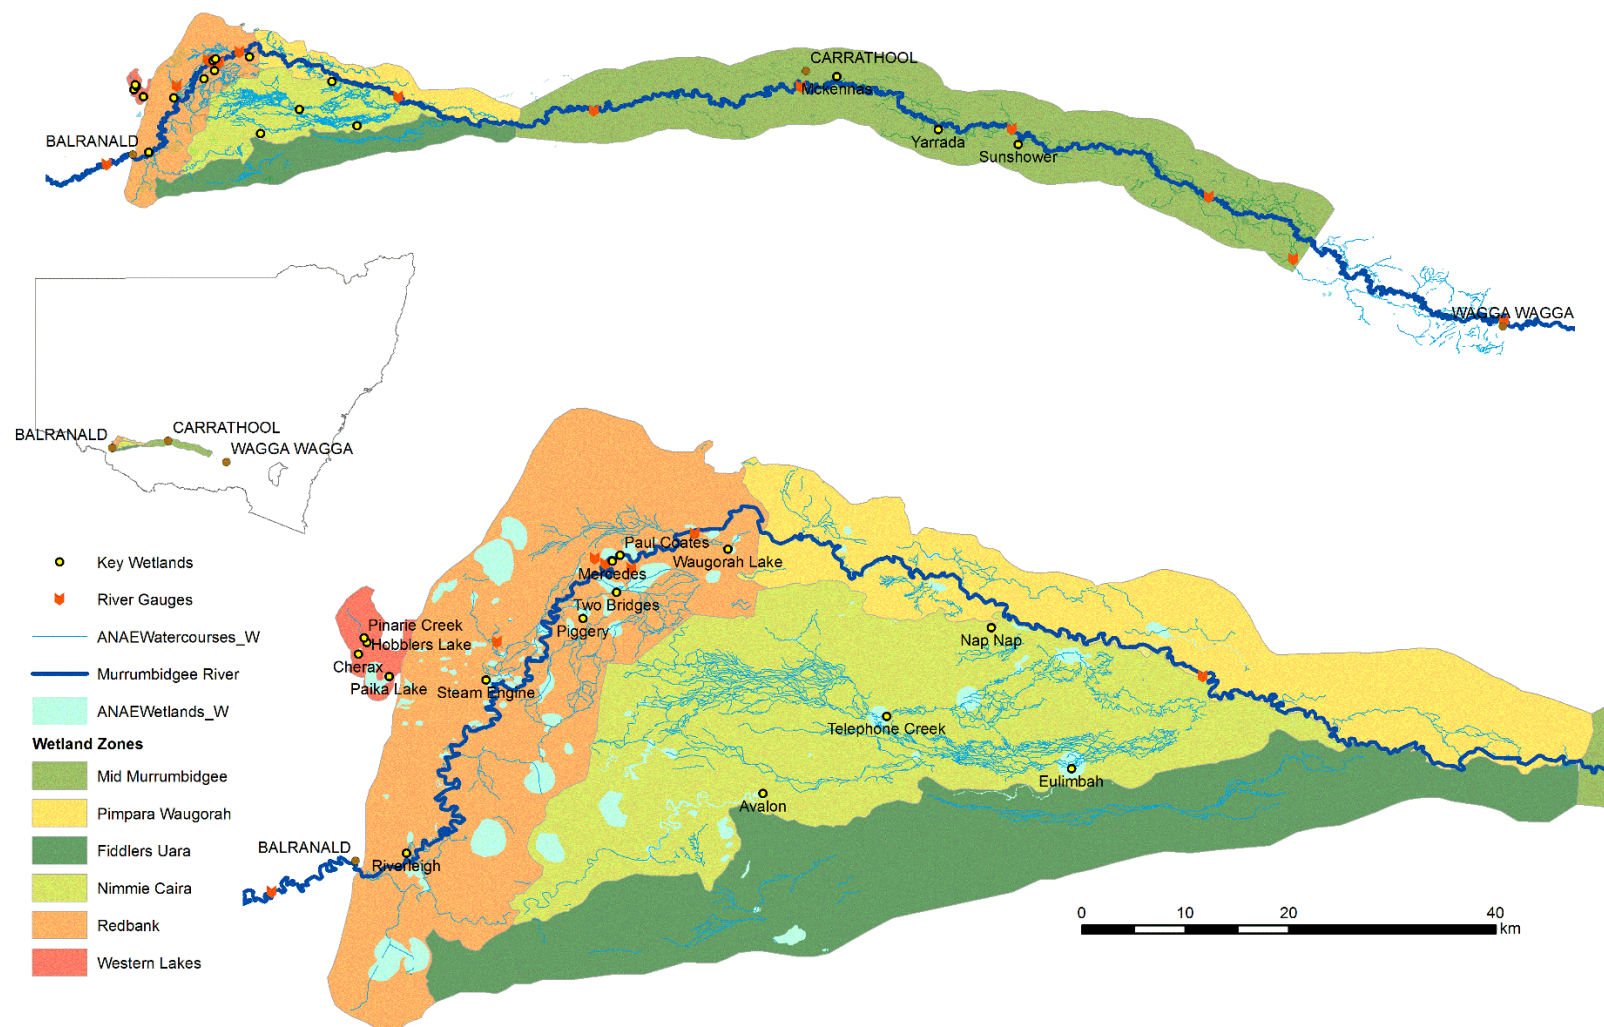 CARRATHOOL
Mckennas
BALRANALD
Yarrada
Sunshower
WAGGA WAGGA
BALRANALD
CARRATHOOL
WAGGA WAGGA
Key Wetlands
River Gauges
ANAEWatercourses_W
Murrumbidgee River
ANAEWetlands_W
Wetland Zones
Mid Murrumbidgee
Pimpara Waugorah
Fiddlers Uara
Nimmie Caira
Redbank
Western Lakes
Paul Coates
Waugorah Lake
Mercedes
Two Bridges
Piggery
Pinarie Creek
Hobblers Lake
Cherax
Paika Lake
Steam Engine
Nap Nap
Telephone Creek
Eulimbah
Avalon
BALRANALD
Riverleigh
0 10 20 40
km